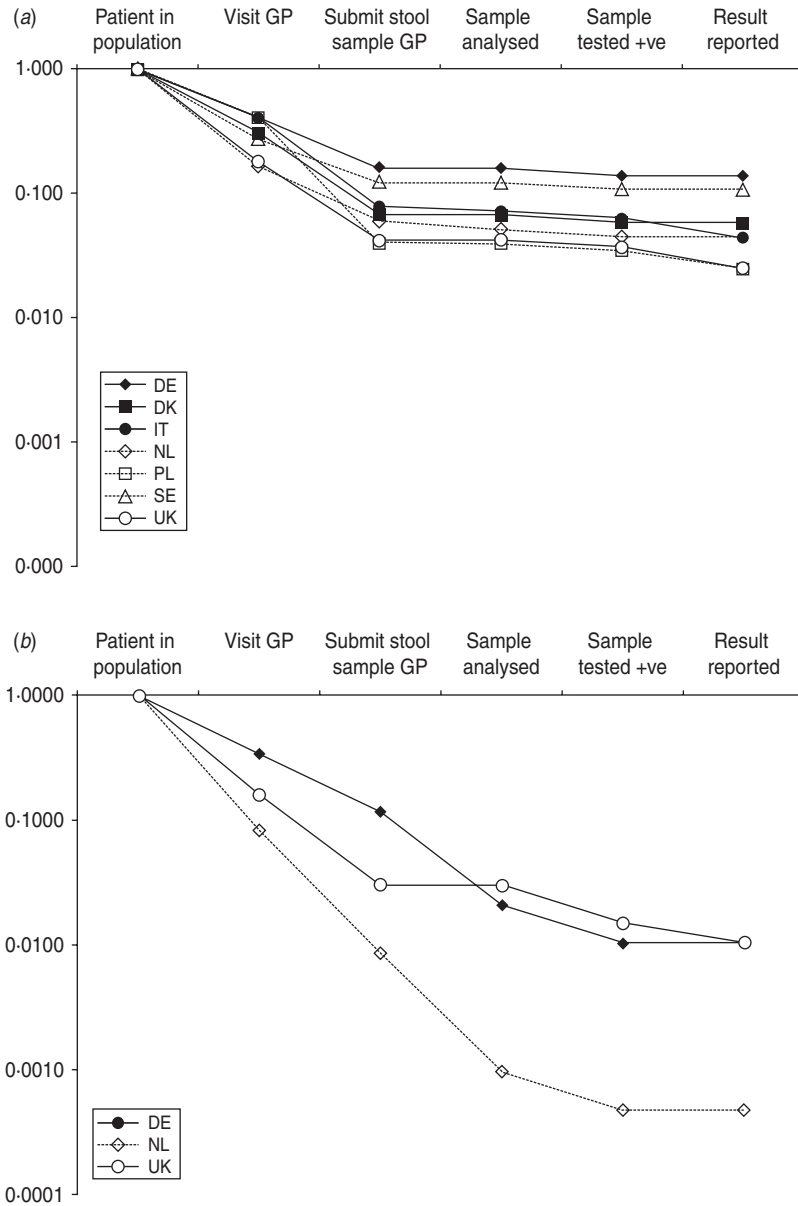 (a)
Patient in population
Visit GP
Submit stool sample GP
Sample analysed
Sample tested +ve
Result reported
1·000
0·100
0·010
0·001
0·000
DE
DK
IT
NL
PL
SE
UK
(b)
Patient in population
Visit GP
Submit stool sample GP
Sample analysed
Sample tested +ve
Result reported
1·0000
0·1000
0·0100
0·0010
0·0001
DE
NL
UK